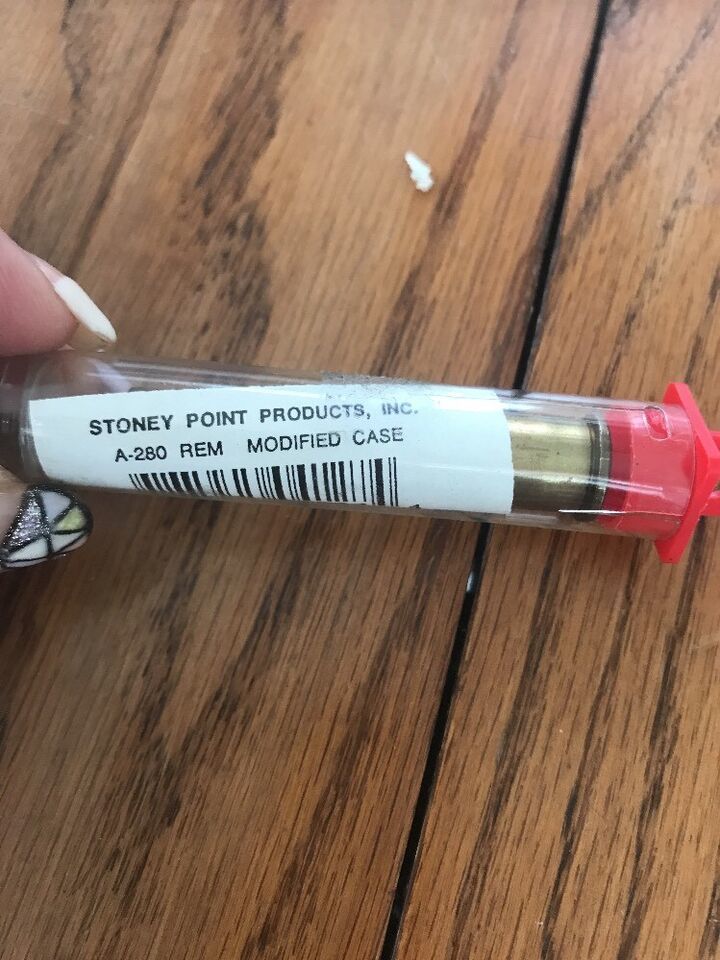 STONEY POINT PRODUCTS, INC.
A-280 REM MODIFIED CASE